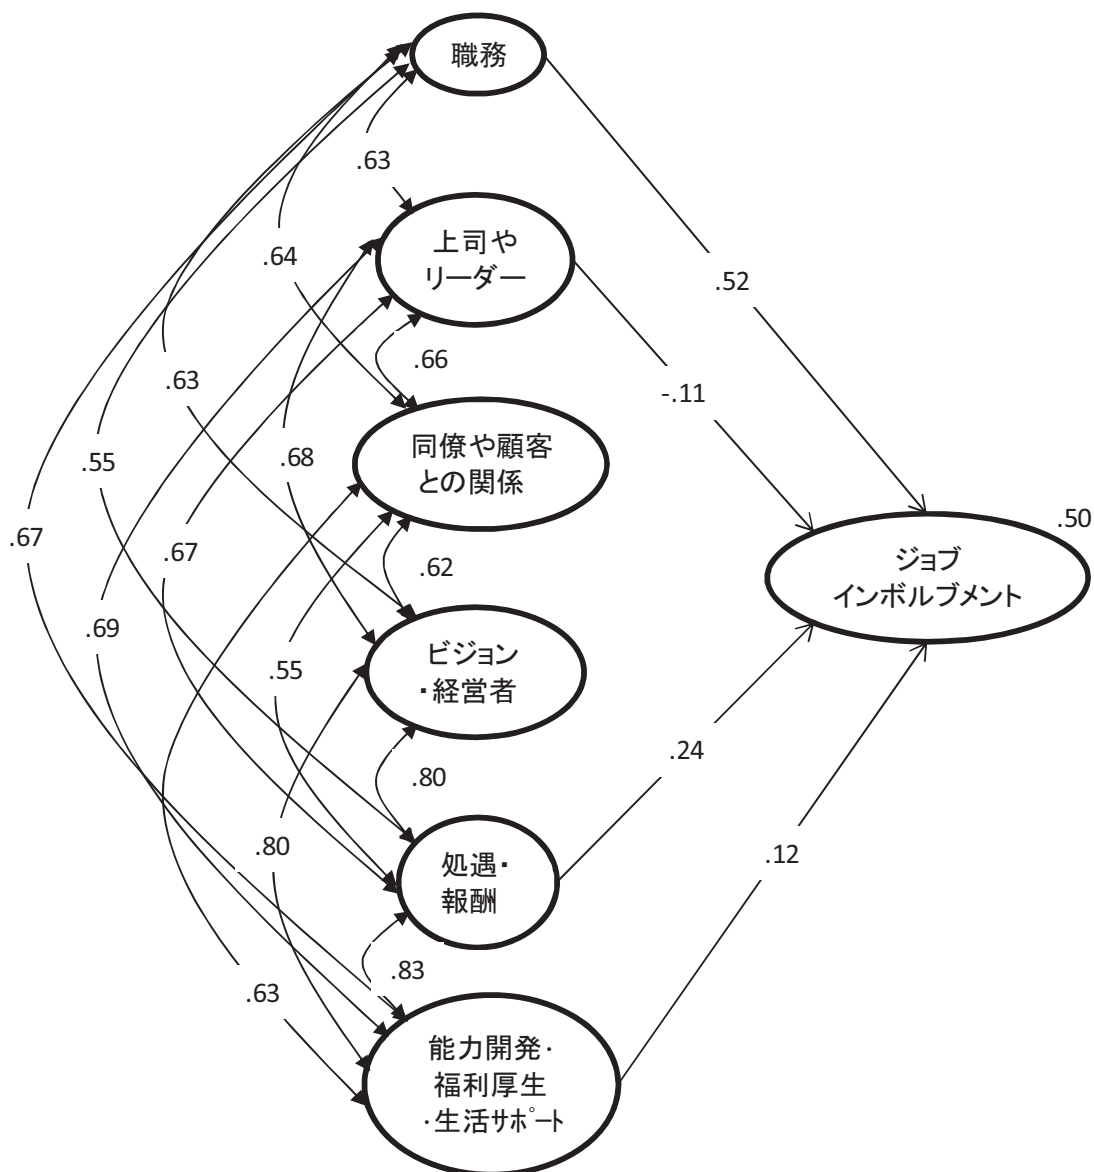 職務
.63
上司や
リーダー
.64
.52
.66
.63
-.11
同僚や顧客
との関係
.55
.68
.50
.67
.67
.62
ジョブ
インボルブメント
.69
ビジョン
・経営者
.55
.24
.80
.80
処遇・
報酬
.12
.83
.63
能力開発・
福利厚生
・生活サポート